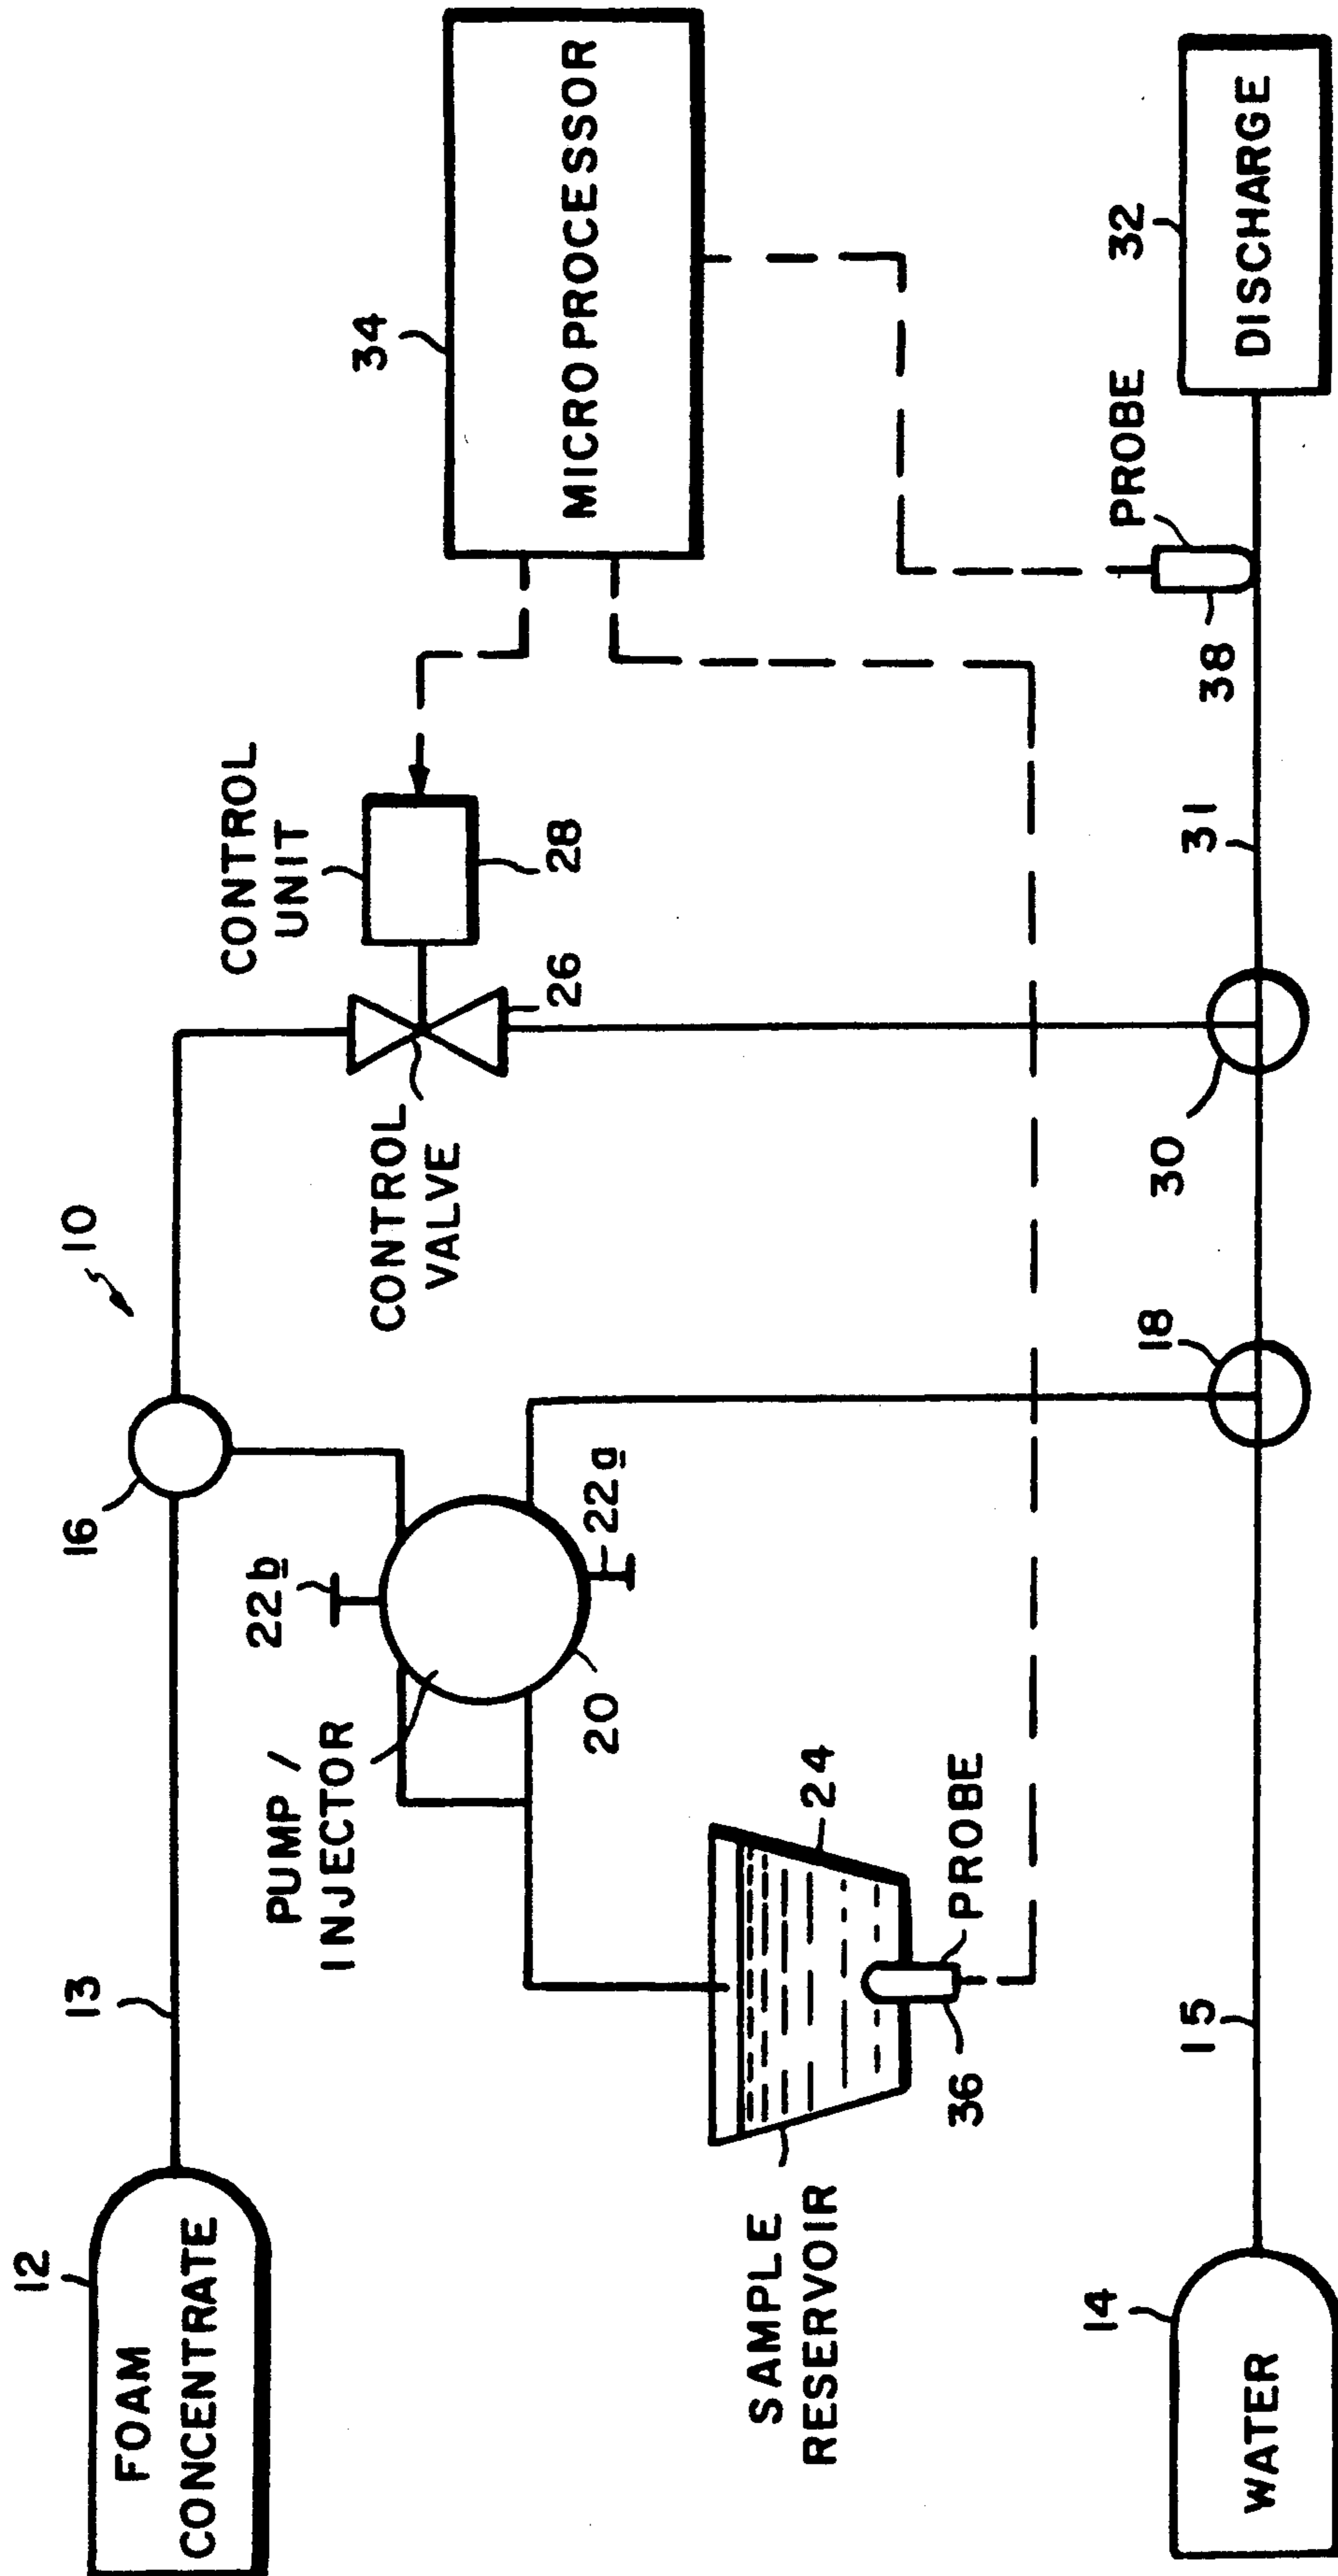 12
FOAM
CONCENTRATE
13
16
10
22b
PUMP /
INJECTOR
20
22a
CONTROL
VALVE
26
CONTROL
UNIT
28
34
MICROPROCESSOR
SAMPLE
RESERVOIR
24
36
PROBE
14
WATER
15
18
30
31
38
PROBE
32
DISCHARGE